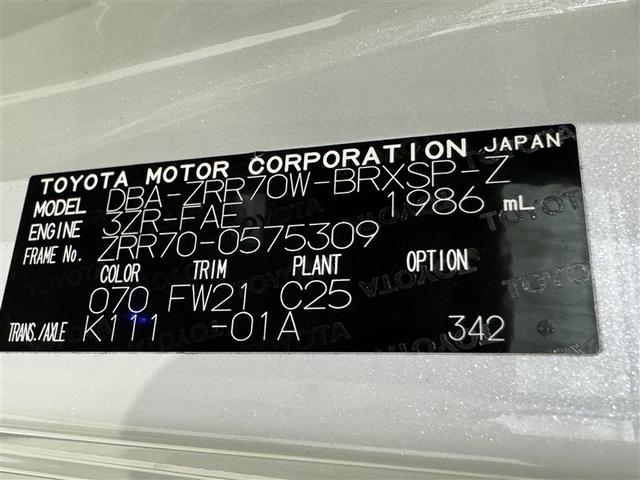 TOYOTA MOTOR CORPORATION JAPAN
MODEL DBA-ZRR70W-BRXSP-Z
ENGINE 3ZR-FAE 1986 mL
FRAME No. ZRR70-0575309
COLOR TRIM PLANT OPTION
070 FW21 C25
TRANS./AXLE K111 -01A 342